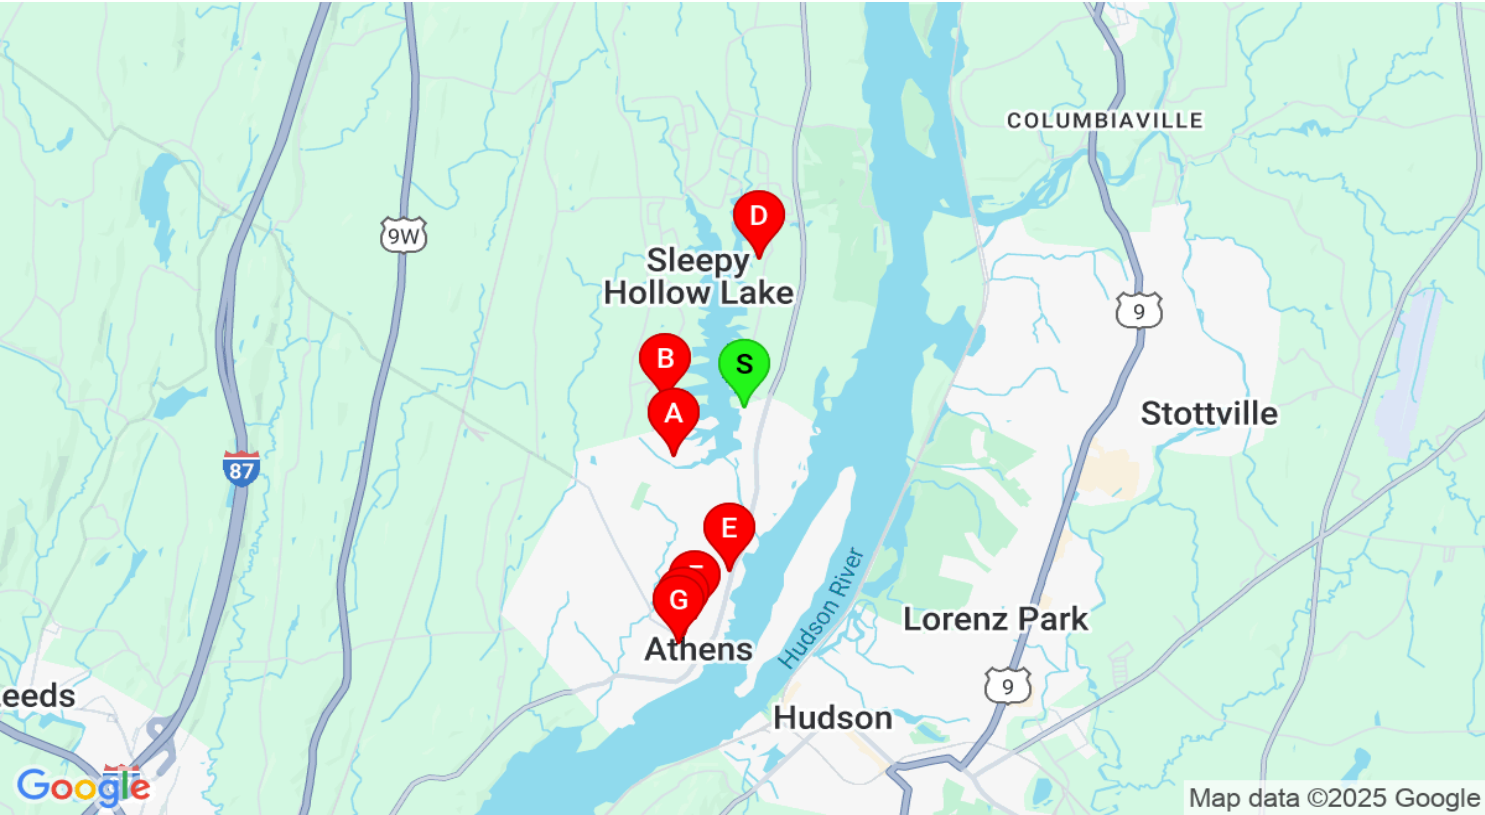 COLUMBIAVILLE
9W
D
Sleepy
Hollow Lake
9
B
S
A
Stottville
87
E
G
Hudson River
Lorenz Park
Athens
9
eeds
Hudson
Google
Map data ©2025 Google